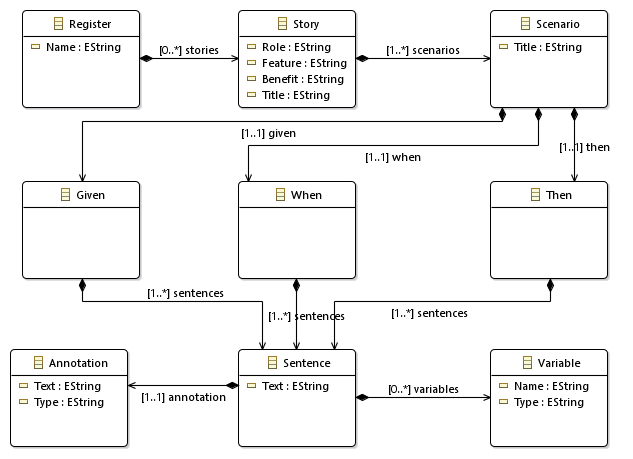 Register
Name : EString
[0..*] stories
Story
Role : EString
Feature : EString
Benefit : EString
Title : EString
[1..*] scenarios
Scenario
Title : EString
[1..1] given
[1..1] when
[1..1] then
Given
When
Then
[1..*] sentences
[1..*] sentences
[1..*] sentences
Annotation
Text : EString
Type : EString
[1..1] annotation
Sentence
Text : EString
[0..*] variables
Variable
Name : EString
Type : EString